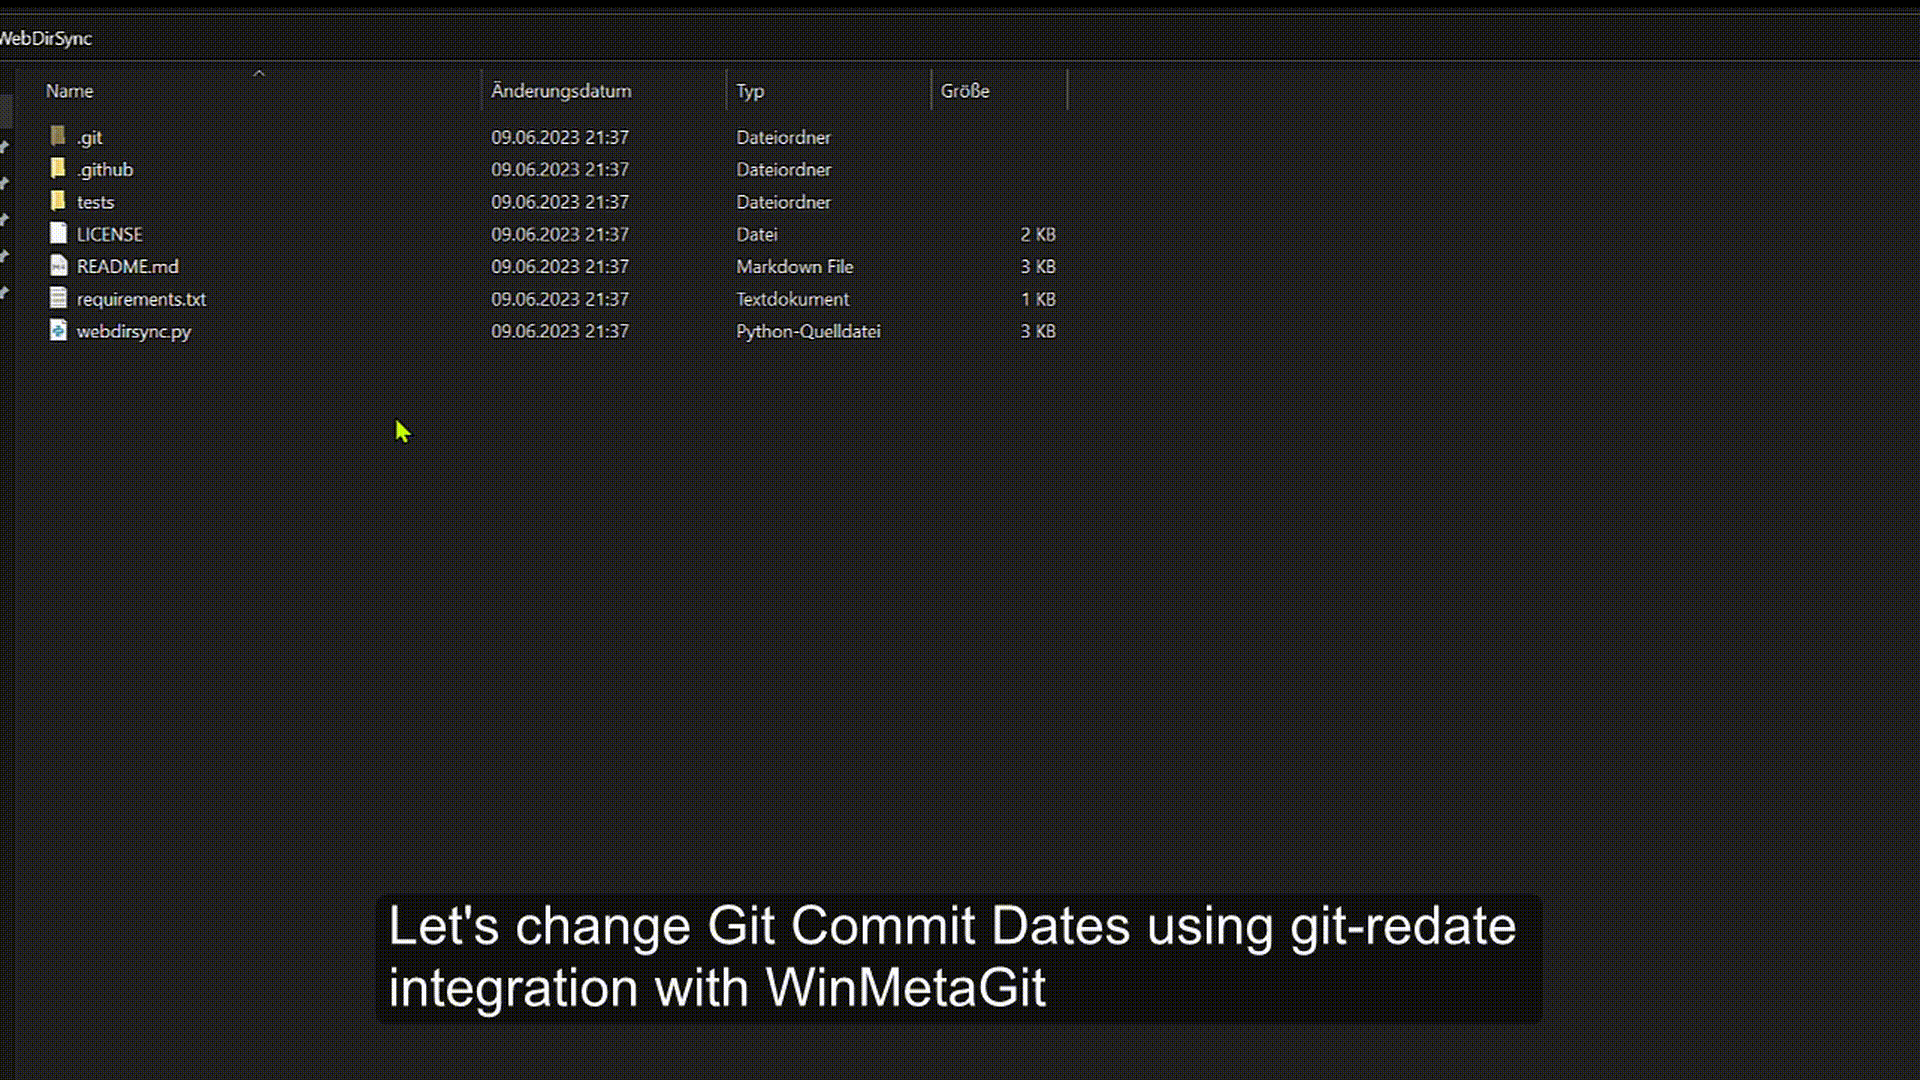 WebDirSync
Name Änderungsdatum Typ Größe
.git 09.06.2023 21:37 Dateiordner
.github 09.06.2023 21:37 Dateiordner
tests 09.06.2023 21:37 Dateiordner
LICENSE 09.06.2023 21:37 Datei 2 KB
README.md 09.06.2023 21:37 Markdown File 3 KB
requirements.txt 09.06.2023 21:37 Textdokument 1 KB
webdirsync.py 09.06.2023 21:37 Python-Quelldatei 3 KB
Let's change Git Commit Dates using git-redate
integration with WinMetaGit